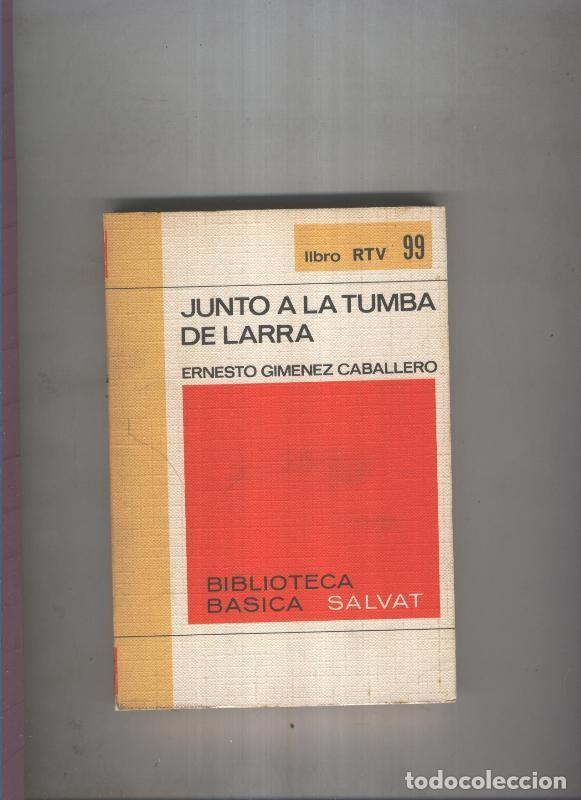 libro RTV 99
JUNTO A LA TUMBA
DE LARRA
ERNESTO GIMENEZ CABALLERO
BIBLIOTECA
BASICA SALVAT
todocoleccion